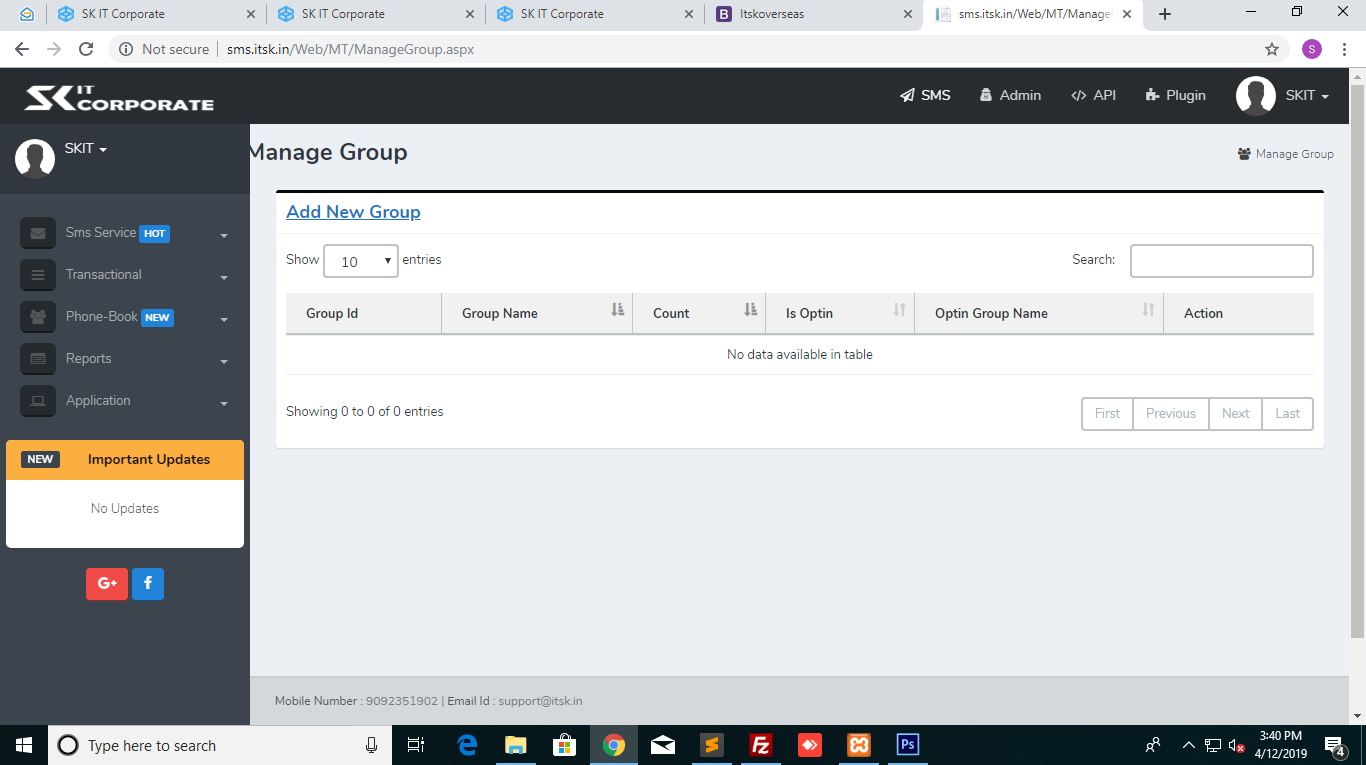 SK IT Corporate
SK IT Corporate
SK IT Corporate
B Itskoverseas
sms.itsk.in/Web/MT/Manage
Not secure sms.itsk.in/Web/MT/ManageGroup.aspx
S
SK IT CORPORATE
SMS Admin </> API Plugin SKIT
SKIT
Manage Group
Manage Group
Sms Service HOT
Transactional
Phone-Book NEW
Reports
Application
NEW Important Updates
No Updates
G+ f
Add New Group
Show 10 entries Search:
Group Id Group Name Count Is Optin Optin Group Name Action
No data available in table
Showing 0 to 0 of 0 entries
First Previous Next Last
Mobile Number : 9092351902 | Email Id : support@itsk.in
Type here to search
Fz
Ps
3:40 PM
4/12/2019
4